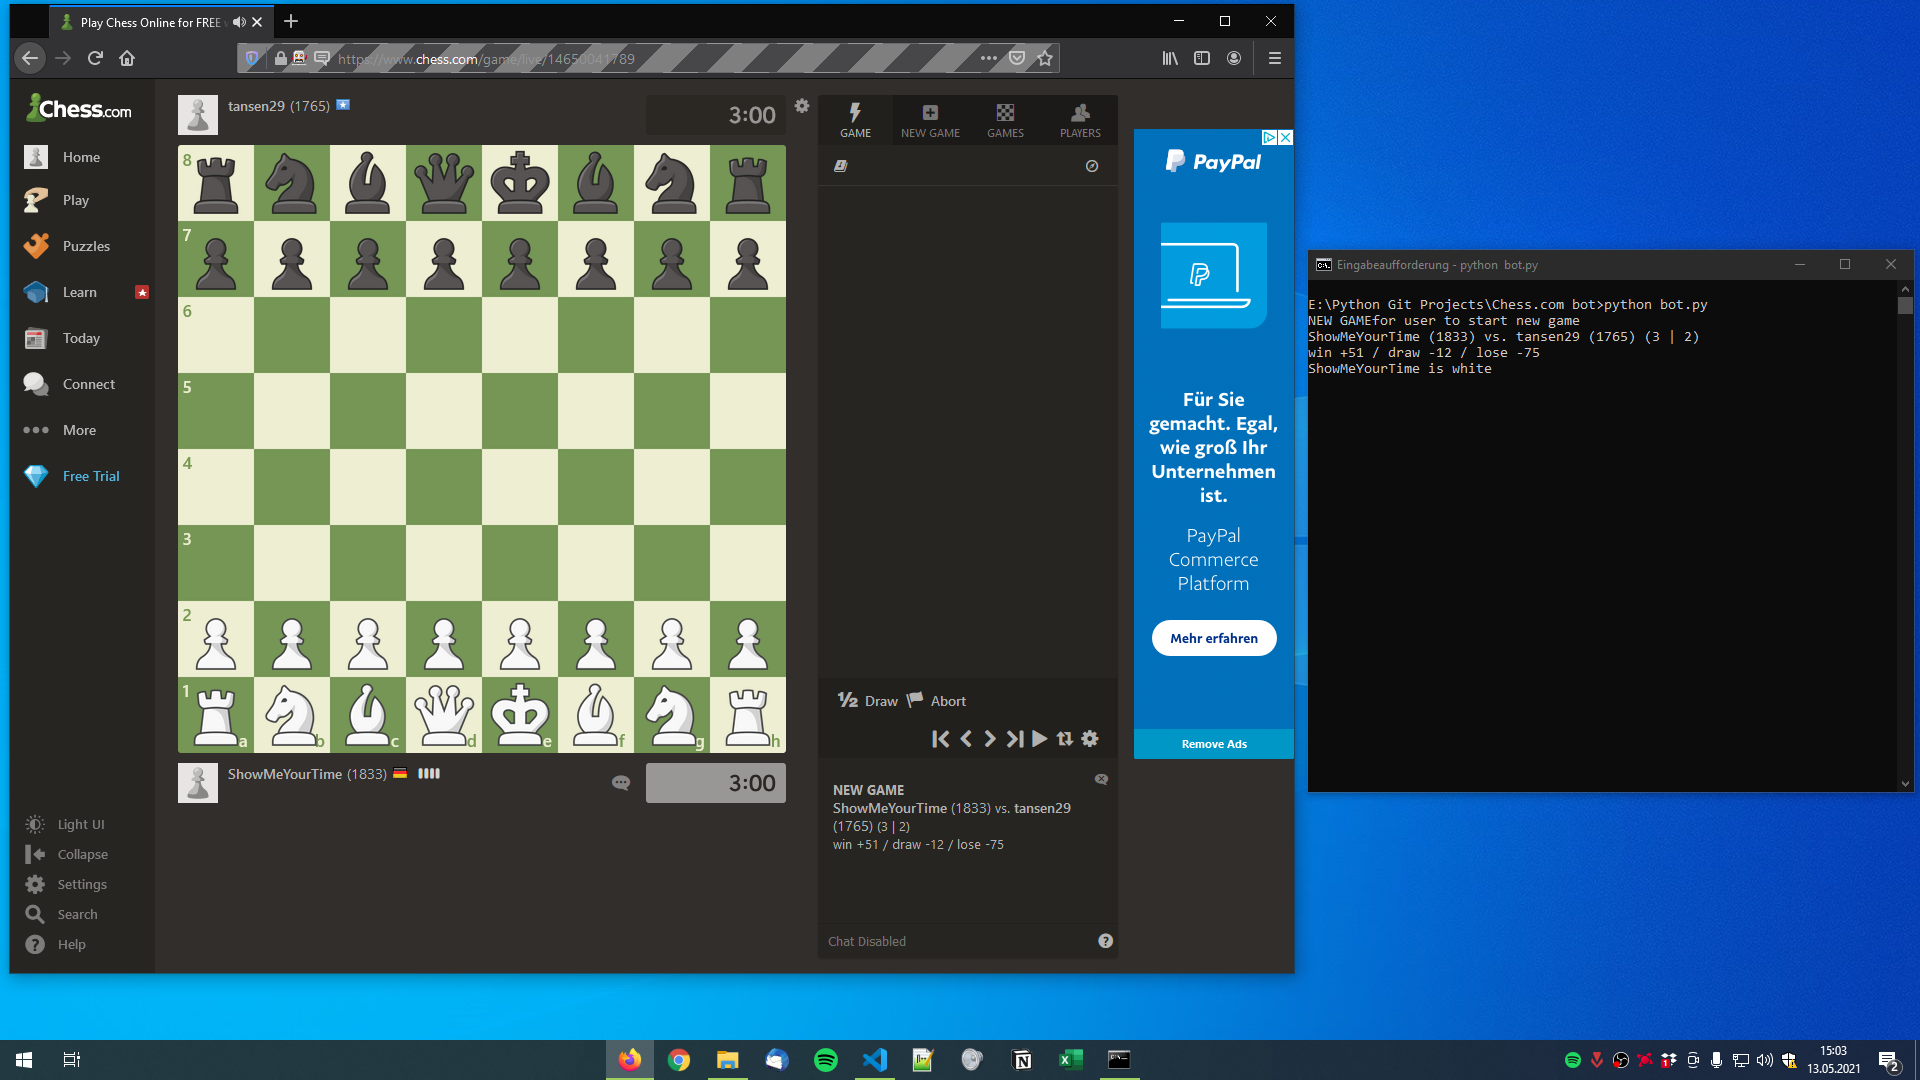 Play Chess Online for FREE
https://www.chess.com/game/live/14650041789
Chess.com
Home
Play
Puzzles
Learn
Today
Connect
More
Free Trial
Light UI
Collapse
Settings
Search
Help
tansen29 (1765)
3:00
8
7
6
5
4
3
2
1
a b c d e f g h
ShowMeYourTime (1833)
3:00
GAME
NEW GAME
GAMES
PLAYERS
½ Draw
Abort
NEW GAME
ShowMeYourTime (1833) vs. tansen29
(1765) (3 | 2)
win +51 / draw -12 / lose -75
Chat Disabled
PayPal
Für Sie
gemacht. Egal,
wie groß Ihr
Unternehmen
ist.
PayPal
Commerce
Platform
Mehr erfahren
Remove Ads
Eingabeaufforderung - python bot.py
E:\Python Git Projects\Chess.com bot>python bot.py
NEW GAMEfor user to start new game
ShowMeYourTime (1833) vs. tansen29 (1765) (3 | 2)
win +51 / draw -12 / lose -75
ShowMeYourTime is white
15:03
13.05.2021
2